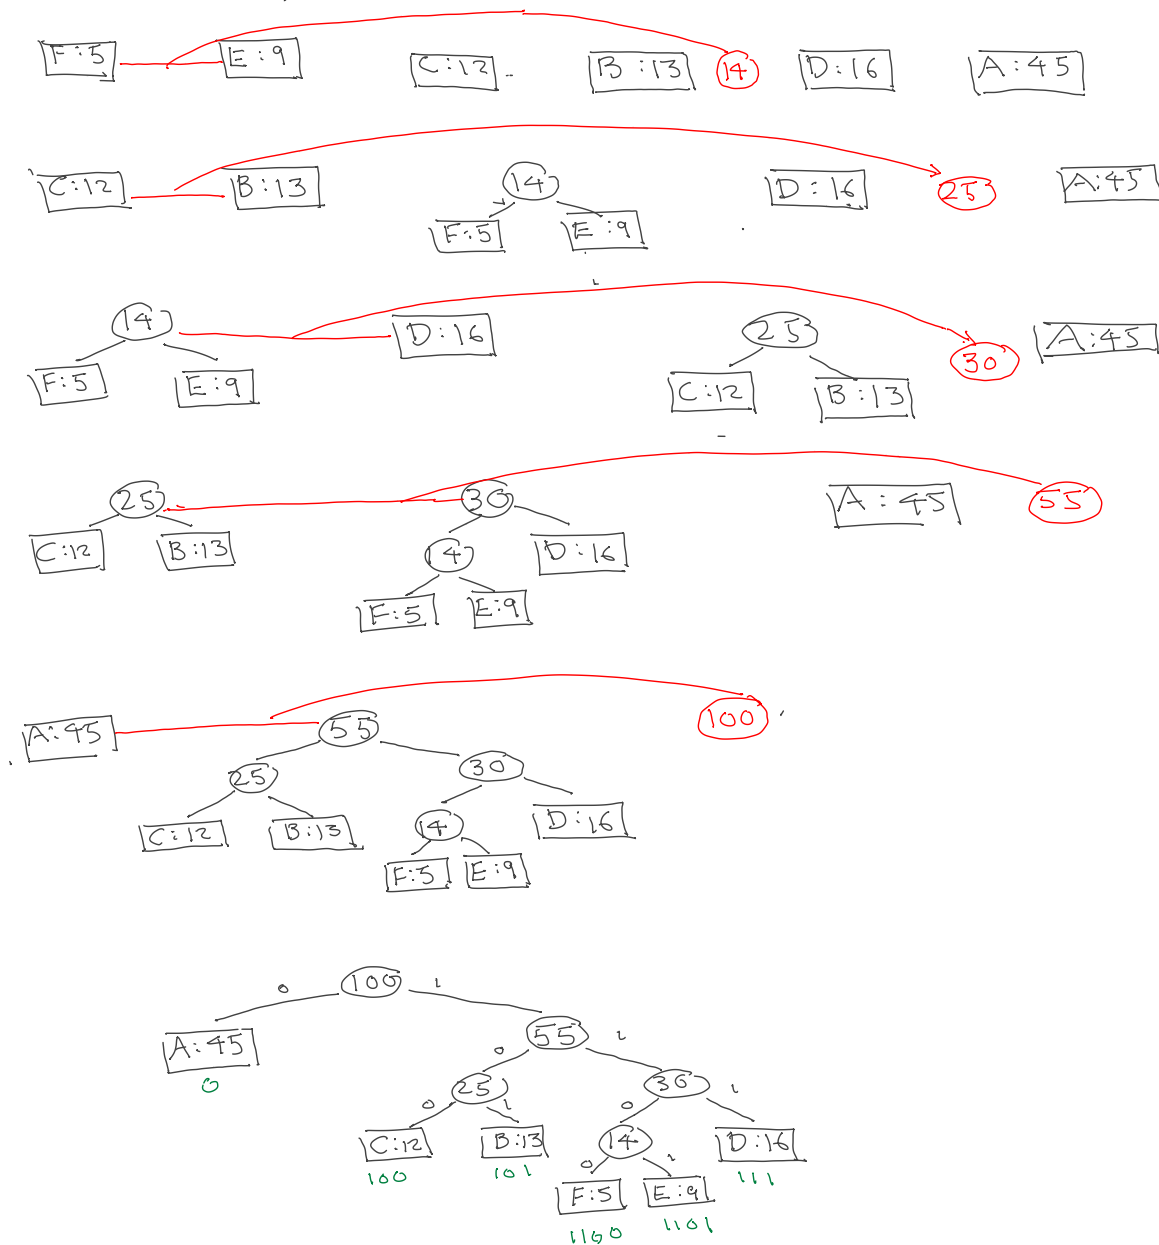 F:5 E:9 C:12 B:13 14 D:16 A:45
C:12 B:13 14 D:16 25 A:45
F:5 E:9
14 D:16 25 30 A:45
F:5 E:9 C:12 B:13
25 30 A:45 55
C:12 B:13 14 D:16
F:5 E:9
A:45 55 100
25 30
C:12 B:13 14 D:16
F:5 E:9
0 100 1
A:45 55
0 0 1
25 30
0 1 0 1
C:12 B:13 14 D:16
100 101 0 1 111
F:5 E:9
1100 1101